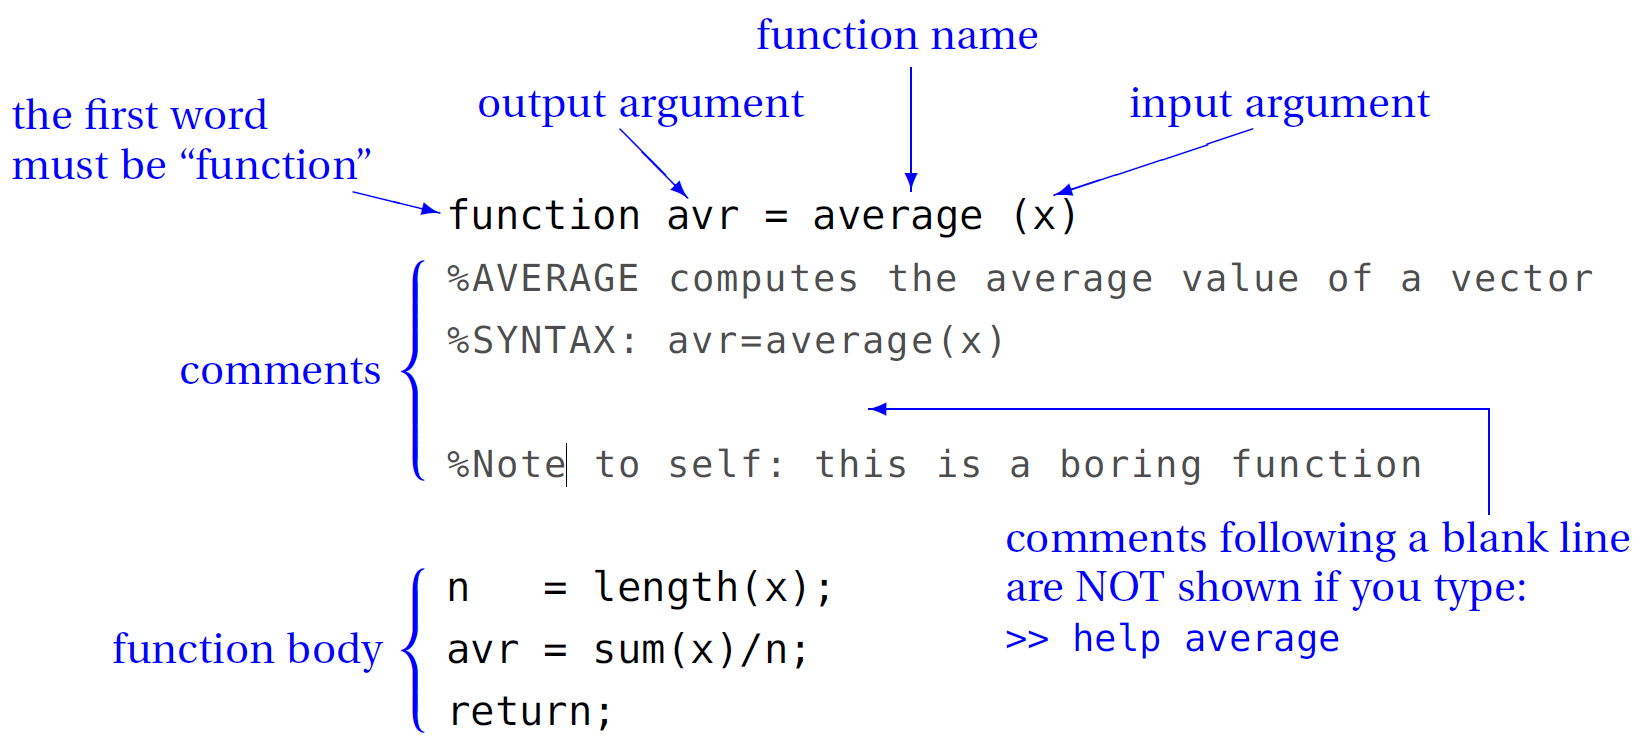 function name
output argument
input argument
the first word
must be “function”
function avr = average (x)
%AVERAGE computes the average value of a vector
%SYNTAX: avr=average(x)
comments
%Note to self: this is a boring function
comments following a blank line
are NOT shown if you type:
>> help average
function body
n   = length(x);
avr = sum(x)/n;
return;